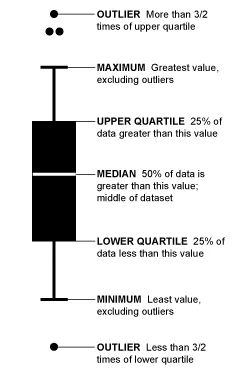 OUTLIER More than 3/2
times of upper quartile
MAXIMUM Greatest value,
excluding outliers
UPPER QUARTILE 25%
of data greater than this value
MEDIAN 50% of data is
greater than this value;
middle of dataset
LOWER QUARTILE 25%
of data less than this value
MINIMUM Least value,
excluding outliers
OUTLIER Less than 3/2
times of lower quartile